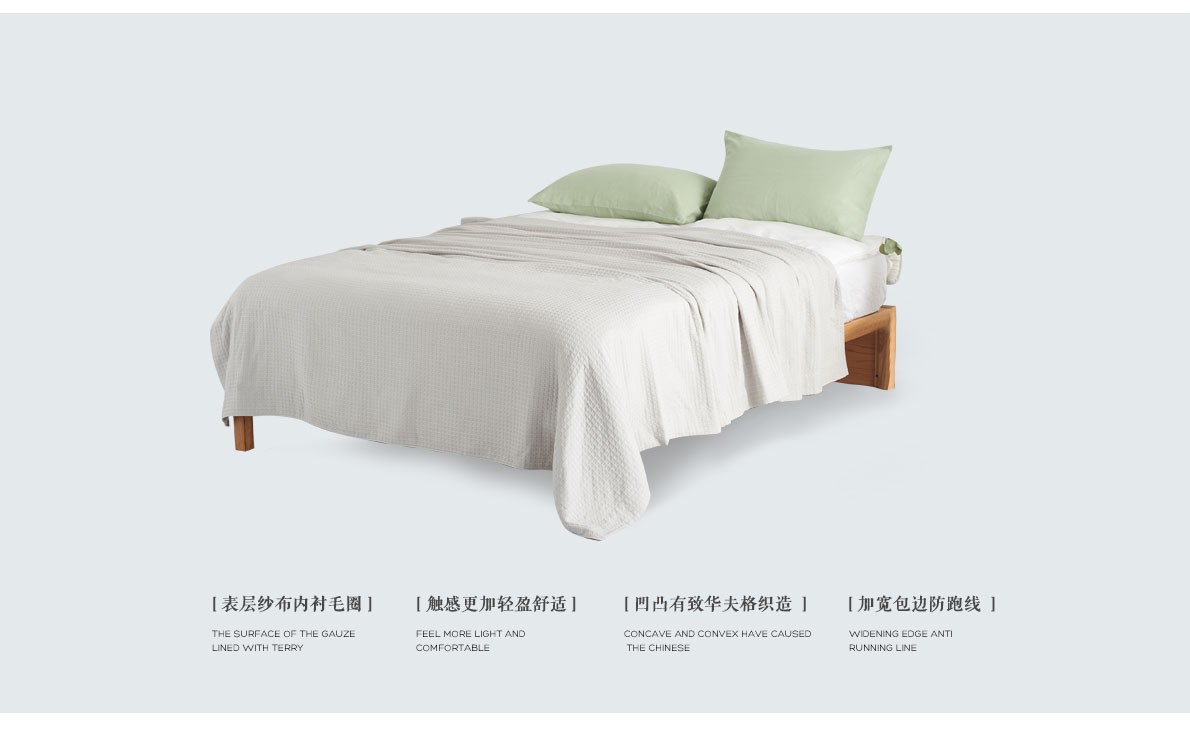 [ 表层纱布内衬毛圈 ]
THE SURFACE OF THE GAUZE
LINED WITH TERRY
[ 触感更加轻盈舒适 ]
FEEL MORE LIGHT AND
COMFORTABLE
[ 凹凸有致华夫格织造 ]
CONCAVE AND CONVEX HAVE CAUSED
THE CHINESE
[ 加宽包边防跑线 ]
WIDENING EDGE ANTI
RUNNING LINE